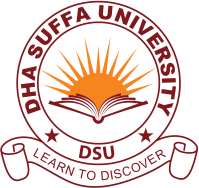 DHA SUFFA UNIVERSITY
DSU
LEARN TO DISCOVER